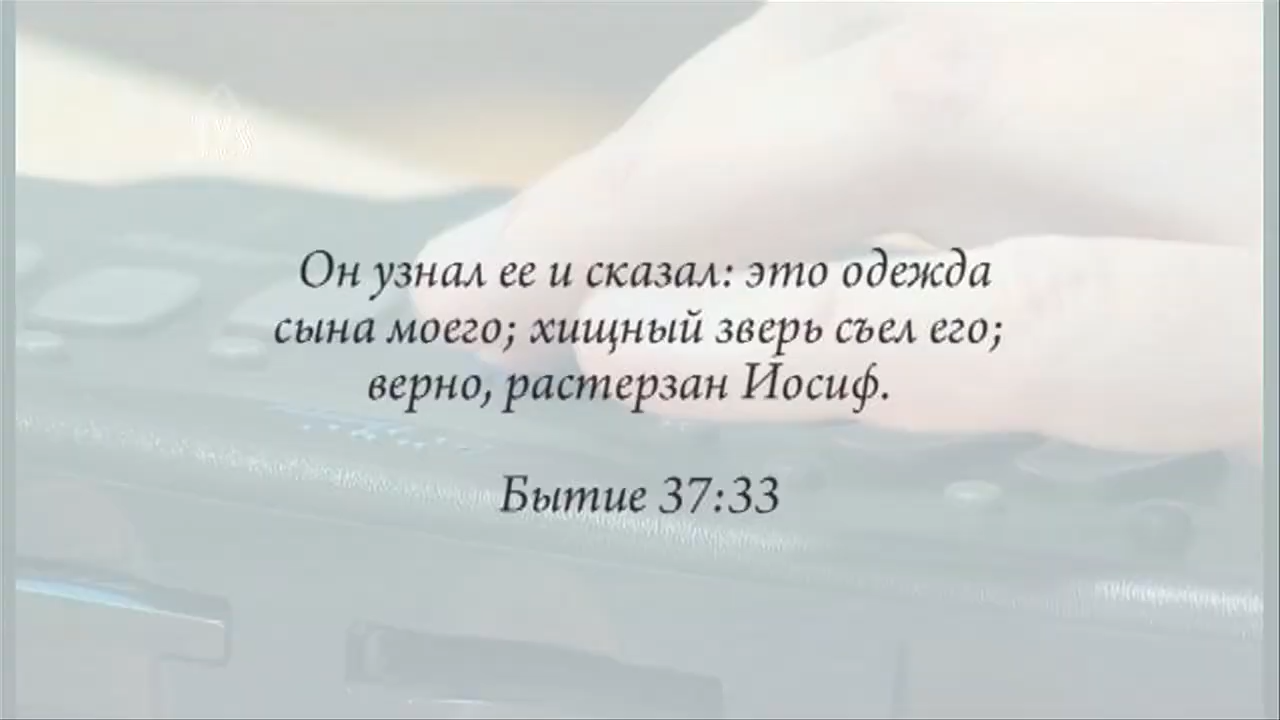 Он узнал ее и сказал: это одежда
сына моего; хищный зверь съел его;
верно, растерзан Иосиф.
Бытие 37:33